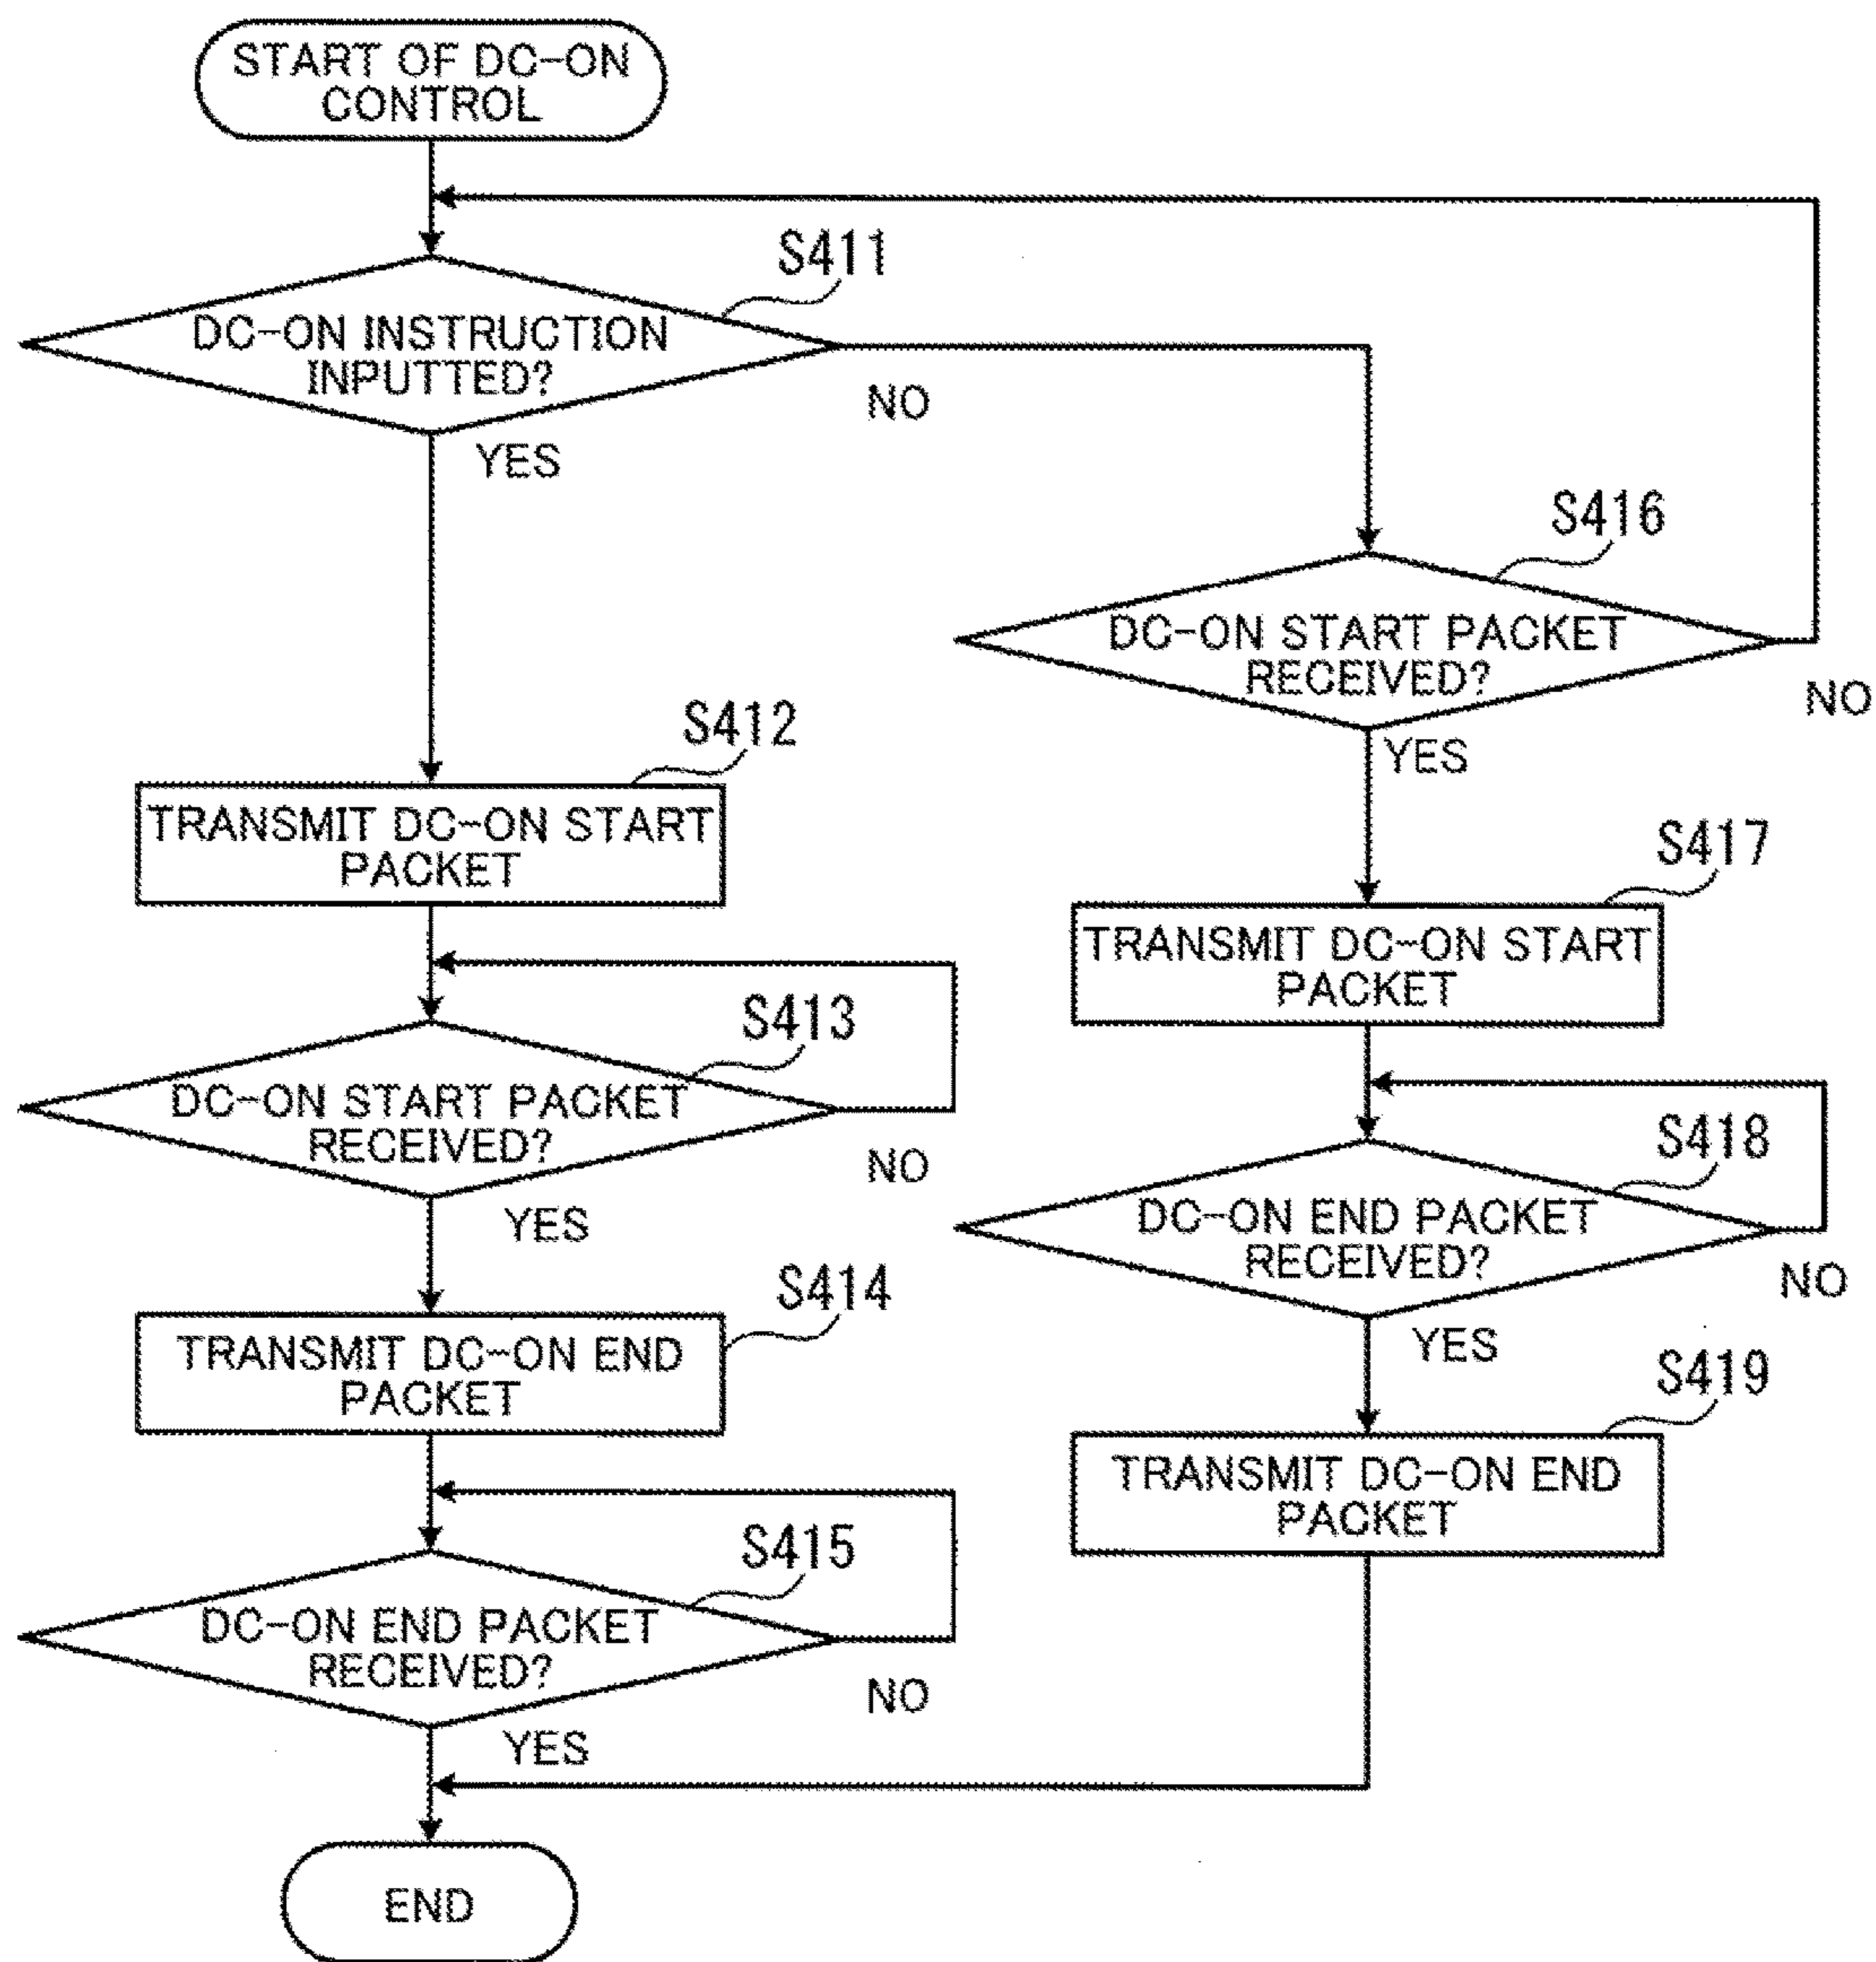 START OF DC-ON
CONTROL
S411
DC-ON INSTRUCTION
INPUTTED?
NO
YES
S416
DC-ON START PACKET
RECEIVED?
NO
YES
S412
TRANSMIT DC-ON START
PACKET
S417
TRANSMIT DC-ON START
PACKET
S413
DC-ON START PACKET
RECEIVED?
NO
YES
S418
DC-ON END PACKET
RECEIVED?
NO
YES
S414
TRANSMIT DC-ON END
PACKET
S419
TRANSMIT DC-ON END
PACKET
S415
DC-ON END PACKET
RECEIVED?
NO
YES
END